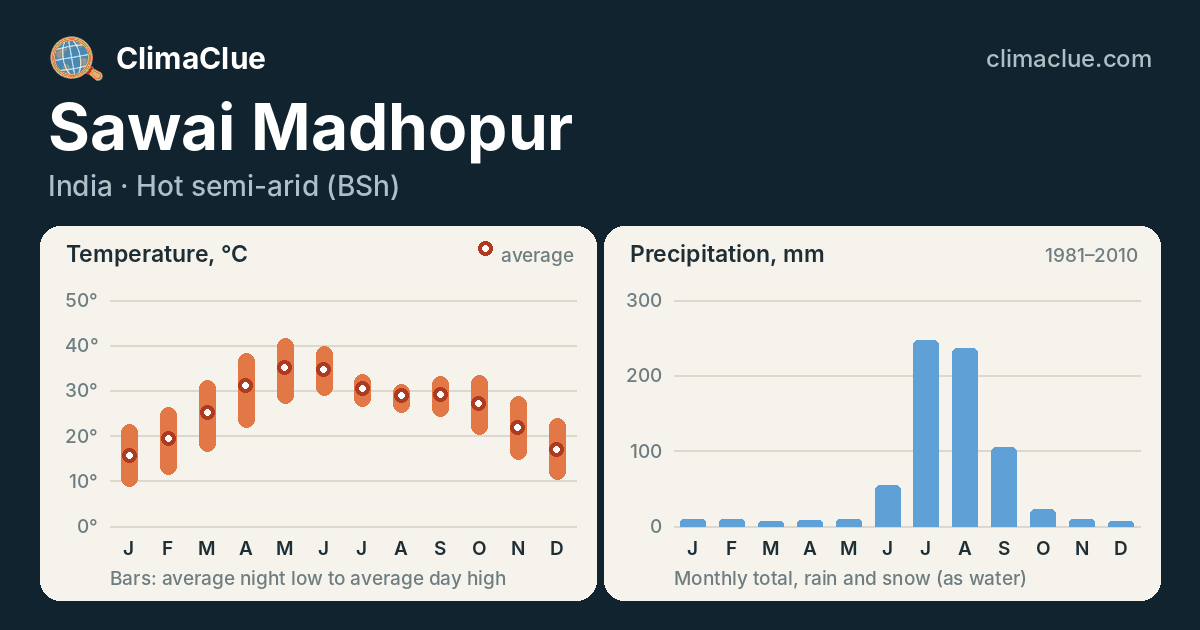 ClimaClue
climaclue.com
Sawai Madhopur
India · Hot semi-arid (BSh)
Temperature, °C
average
50°
40°
30°
20°
10°
0°
J F M A M J J A S O N D
Bars: average night low to average day high
Precipitation, mm
1981–2010
300
200
100
0
J F M A M J J A S O N D
Monthly total, rain and snow (as water)